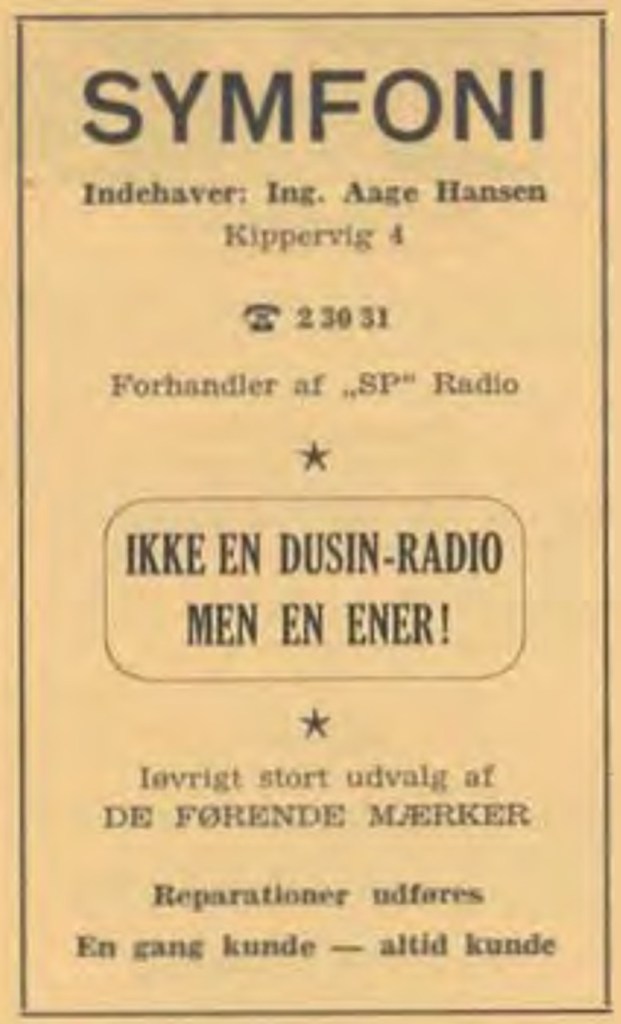 SYMFONI
Indehaver: Ing. Aage Hansen
Kippervig 4
☎ 2 30 31
Forhandler af „SP“ Radio
★
IKKE EN DUSIN-RADIO
MEN EN ENER!
★
Iøvrigt stort udvalg af
DE FØRENDE MÆRKER
Reparationer udføres
En gang kunde — altid kunde